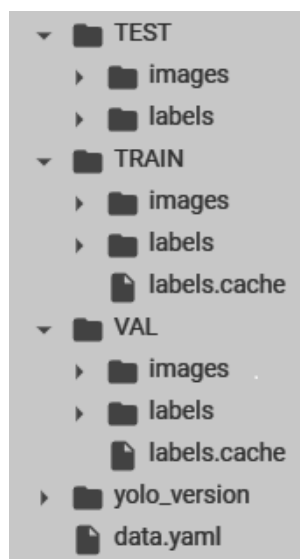 TEST
images
labels
TRAIN
images
labels
labels.cache
VAL
images
labels
labels.cache
yolo_version
data.yaml